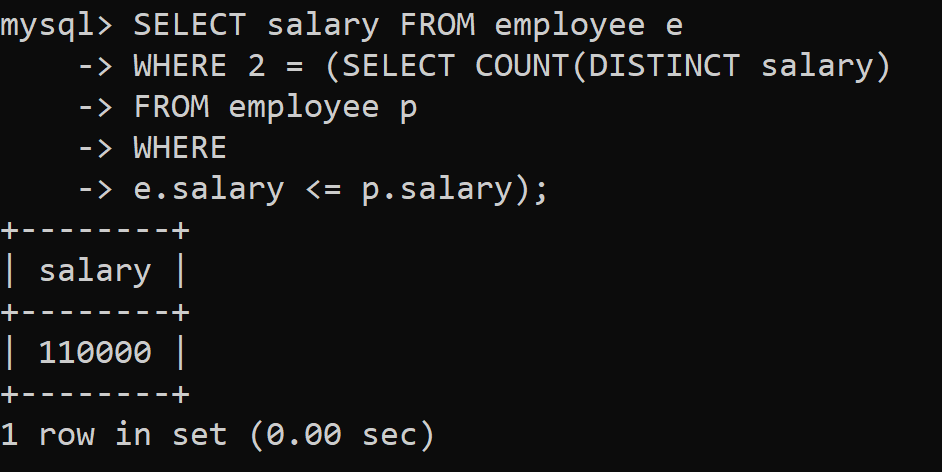 mysql> SELECT salary FROM employee e
    -> WHERE 2 = (SELECT COUNT(DISTINCT salary)
    -> FROM employee p
    -> WHERE
    -> e.salary <= p.salary);
+--------+
| salary |
+--------+
| 110000 |
+--------+
1 row in set (0.00 sec)